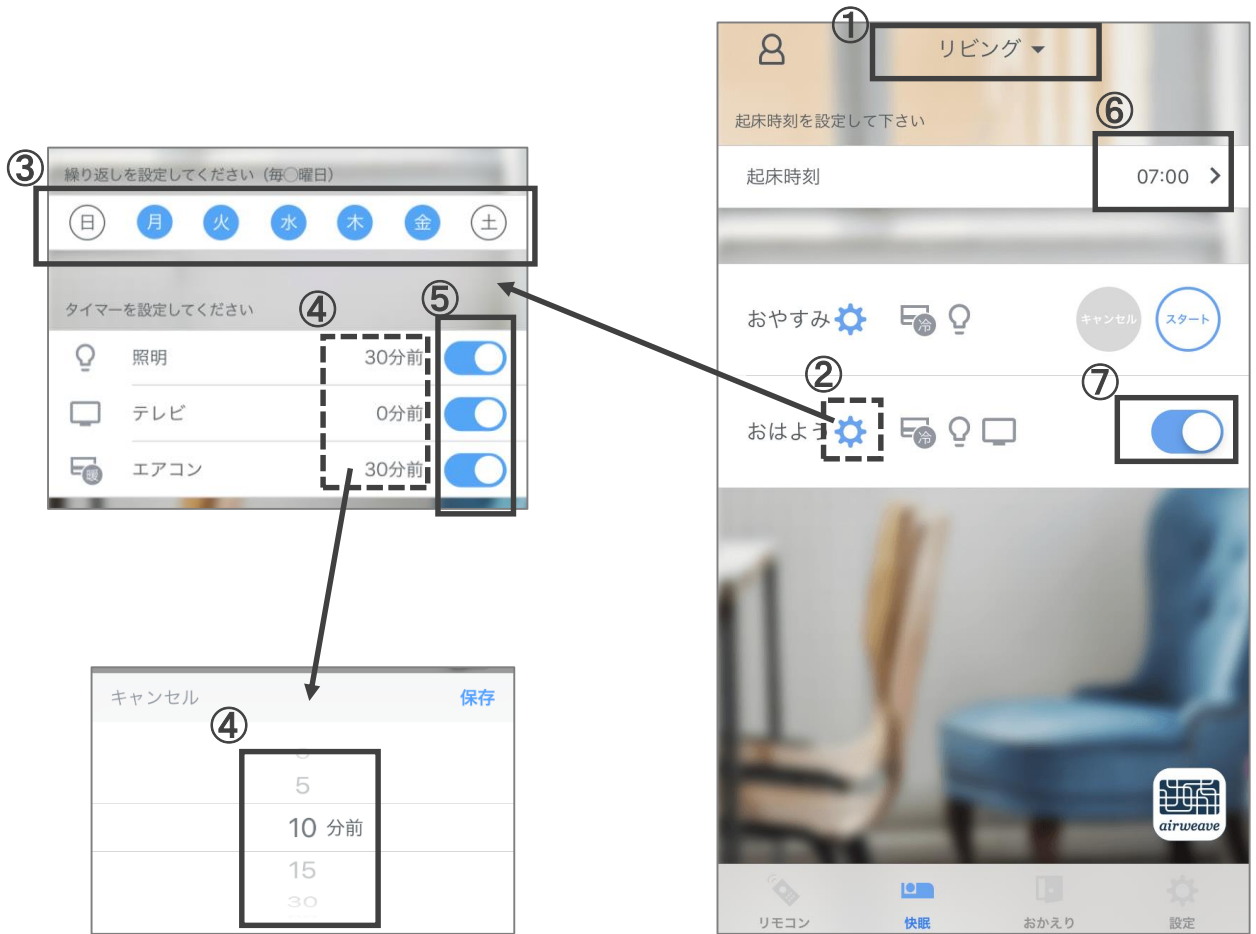 ①
リビング
起床時刻を設定して下さい
⑥
起床時刻
07:00
おやすみ
冷
キャンセル
スタート
②
⑦
おはよう
冷
airweave
リモコン
快眠
おかえり
設定
③
繰り返しを設定してください（毎○曜日）
日 月 火 水 木 金 土
タイマーを設定してください
④
⑤
照明 30分前
テレビ 0分前
暖
エアコン 30分前
キャンセル 保存
④
5
10 分前
15
30